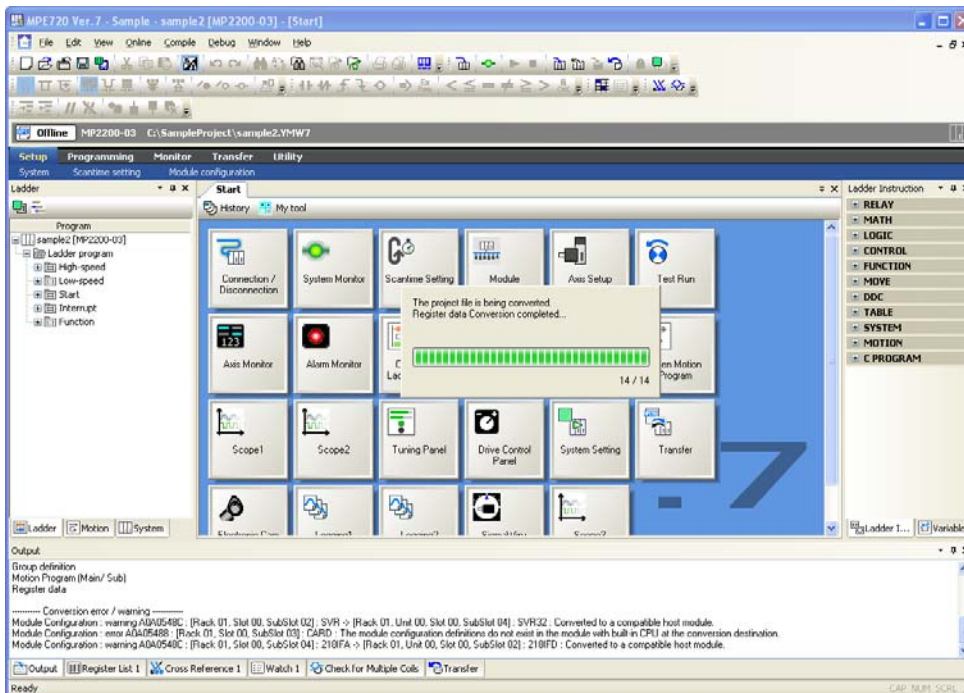 MPE720 Ver.7 - Sample - sample2 [MP2200-03] - [Start]
File Edit View Online Compile Debug Window Help
Offline MP2200-03 C:\SampleProject\sample2.YMW7
Setup Programming Monitor Transfer Utility
System Scantime setting Module configuration
Ladder
Program
sample2 [MP2200-03]
Ladder program
High-speed
Low-speed
Start
Interrupt
Function
Ladder Motion System
Start
History My tool
Connection / Disconnection
System Monitor
Scantime Setting
Module
Axis Setup
Test Run
The project file is being converted.
Register data Conversion completed...
14 / 14
Axis Monitor
Alarm Monitor
Motion
Program
Scope1
Scope2
Tuning Panel
Drive Control Panel
System Setting
Transfer
-7
Ladder Instruction
RELAY
MATH
LOGIC
CONTROL
FUNCTION
MOVE
DDC
TABLE
SYSTEM
MOTION
C PROGRAM
Ladder I... Variable
Output
Group definition
Motion Program (Main/ Sub)
Register data
---------- Conversion error / warning ----------
Module Configuration : warning A0A0548C : [Rack 01, Slot 00, SubSlot 02] : SVR -> [Rack 01, Unit 00, Slot 00, SubSlot 04] : SVR32 : Converted to a compatible host module.
Module Configuration : error A0A05488 : [Rack 01, Slot 00, SubSlot 03] : CARD : The module configuration definitions do not exist in the module with built in CPU at the conversion destination.
Module Configuration : warning A0A0548C : [Rack 01, Slot 00, SubSlot 04] : 218IFA -> [Rack 01, Unit 00, Slot 00, SubSlot 02] : 218IFD : Converted to a compatible host module.
Output Register List 1 Cross Reference 1 Watch 1 Check for Multiple Coils Transfer
Ready
CAP NUM SCRL